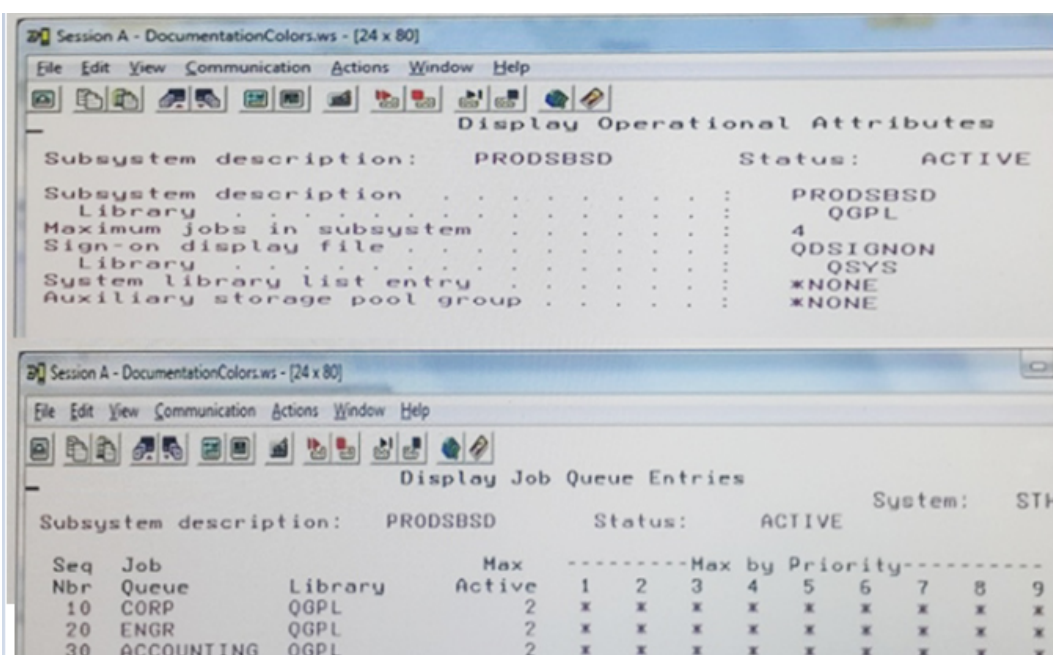 Session A - DocumentationColors.ws - [24 x 80]
File Edit View Communication Actions Window Help
Display Operational Attributes
Subsystem description: PRODSBSD Status: ACTIVE
Subsystem description . . . . . . . . . . . : PRODSBSD
Library . . . . . . . . . . . . . . . . . : QGPL
Maximum jobs in subsystem . . . . . . . . : 4
Sign-on display file . . . . . . . . . . . . : QDSIGNON
Library . . . . . . . . . . . . . . . . . : QSYS
System library list entry . . . . . . . . : *NONE
Auxiliary storage pool group . . . . . . : *NONE
Session A - DocumentationColors.ws - [24 x 80]
File Edit View Communication Actions Window Help
Display Job Queue Entries
System:
Subsystem description: PRODSBSD Status: ACTIVE
Seq Job Max ---------Max by Priority----------
Nbr Queue Library Active 1 2 3 4 5 6 7 8 9
10 CORP QGPL 2 * * * * * * * * *
20 ENGR QGPL 2 * * * * * * * * *
30 ACCOUNTING QGPL 2 * * * * * * * * *